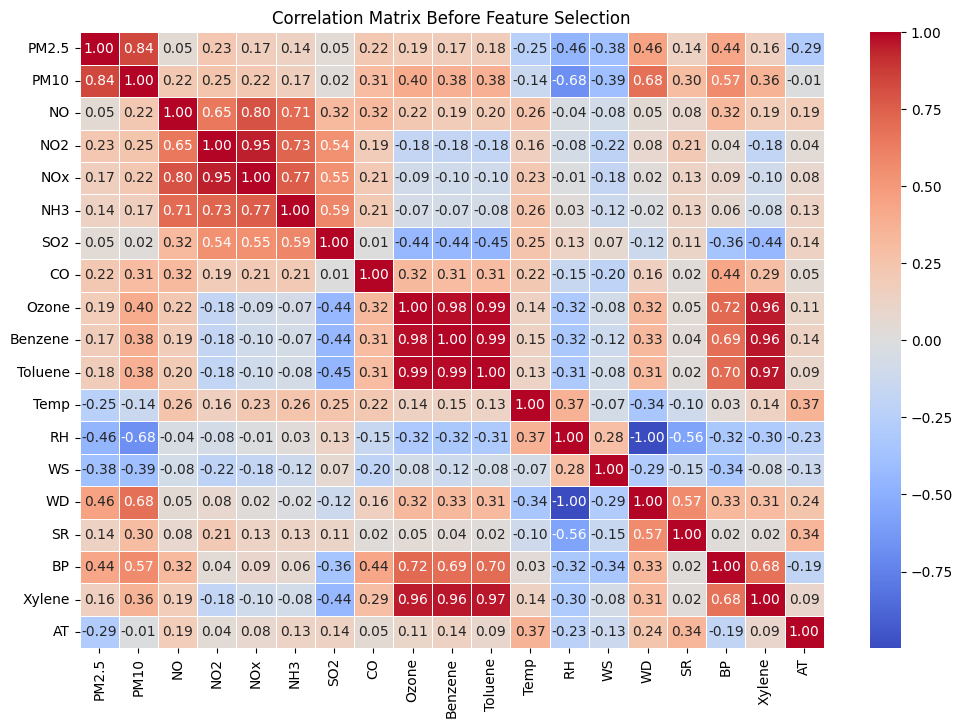 Correlation Matrix Before Feature Selection
PM2.5 1.00 0.84 0.05 0.23 0.17 0.14 0.05 0.22 0.19 0.17 0.18 -0.25 -0.46 -0.38 0.46 0.14 0.44 0.16 -0.29
PM10 0.84 1.00 0.22 0.25 0.22 0.17 0.02 0.31 0.40 0.38 0.38 -0.14 -0.68 -0.39 0.68 0.30 0.57 0.36 -0.01
NO 0.05 0.22 1.00 0.65 0.80 0.71 0.32 0.32 0.22 0.19 0.20 0.26 -0.04 -0.08 0.05 0.08 0.32 0.19 0.19
NO2 0.23 0.25 0.65 1.00 0.95 0.73 0.54 0.19 -0.18 -0.18 -0.18 0.16 -0.08 -0.22 0.08 0.21 0.04 -0.18 0.04
NOx 0.17 0.22 0.80 0.95 1.00 0.77 0.55 0.21 -0.09 -0.10 -0.10 0.23 -0.01 -0.18 0.02 0.13 0.09 -0.10 0.08
NH3 0.14 0.17 0.71 0.73 0.77 1.00 0.59 0.21 -0.07 -0.07 -0.08 0.26 0.03 -0.12 -0.02 0.13 0.06 -0.08 0.13
SO2 0.05 0.02 0.32 0.54 0.55 0.59 1.00 0.01 -0.44 -0.44 -0.45 0.25 0.13 0.07 -0.12 0.11 -0.36 -0.44 0.14
CO 0.22 0.31 0.32 0.19 0.21 0.21 0.01 1.00 0.32 0.31 0.31 0.22 -0.15 -0.20 0.16 0.02 0.44 0.29 0.05
Ozone 0.19 0.40 0.22 -0.18 -0.09 -0.07 -0.44 0.32 1.00 0.98 0.99 0.14 -0.32 -0.08 0.32 0.05 0.72 0.96 0.11
Benzene 0.17 0.38 0.19 -0.18 -0.10 -0.07 -0.44 0.31 0.98 1.00 0.99 0.15 -0.32 -0.12 0.33 0.04 0.69 0.96 0.14
Toluene 0.18 0.38 0.20 -0.18 -0.10 -0.08 -0.45 0.31 0.99 0.99 1.00 0.13 -0.31 -0.08 0.31 0.02 0.70 0.97 0.09
Temp -0.25 -0.14 0.26 0.16 0.23 0.26 0.25 0.22 0.14 0.15 0.13 1.00 0.37 -0.07 -0.34 -0.10 0.03 0.14 0.37
RH -0.46 -0.68 -0.04 -0.08 -0.01 0.03 0.13 -0.15 -0.32 -0.32 -0.31 0.37 1.00 0.28 -1.00 -0.56 -0.32 -0.30 -0.23
WS -0.38 -0.39 -0.08 -0.22 -0.18 -0.12 0.07 -0.20 -0.08 -0.12 -0.08 -0.07 0.28 1.00 -0.29 -0.15 -0.34 -0.08 -0.13
WD 0.46 0.68 0.05 0.08 0.02 -0.02 -0.12 0.16 0.32 0.33 0.31 -0.34 -1.00 -0.29 1.00 0.57 0.33 0.31 0.24
SR 0.14 0.30 0.08 0.21 0.13 0.13 0.11 0.02 0.05 0.04 0.02 -0.10 -0.56 -0.15 0.57 1.00 0.02 0.02 0.34
BP 0.44 0.57 0.32 0.04 0.09 0.06 -0.36 0.44 0.72 0.69 0.70 0.03 -0.32 -0.34 0.33 0.02 1.00 0.68 -0.19
Xylene 0.16 0.36 0.19 -0.18 -0.10 -0.08 -0.44 0.29 0.96 0.96 0.97 0.14 -0.30 -0.08 0.31 0.02 0.68 1.00 0.09
AT -0.29 -0.01 0.19 0.04 0.08 0.13 0.14 0.05 0.11 0.14 0.09 0.37 -0.23 -0.13 0.24 0.34 -0.19 0.09 1.00
PM2.5 PM10 NO NO2 NOx NH3 SO2 CO Ozone Benzene Toluene Temp RH WS WD SR BP Xylene AT
1.00
0.75
0.50
0.25
0.00
−0.25
−0.50
−0.75